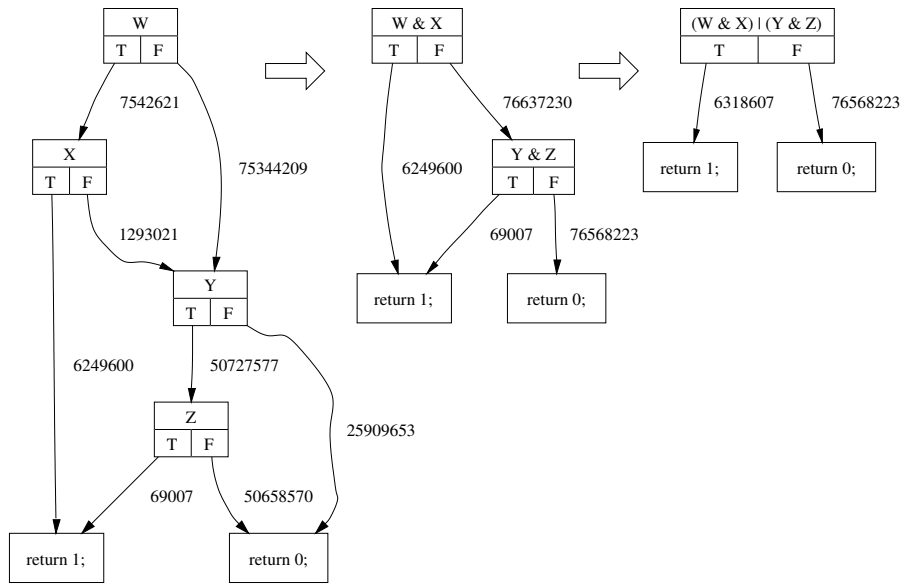 W
T F
7542621
75344209
X
T F
1293021
6249600
Y
T F
50727577
25909653
Z
T F
69007
50658570
return 1;
return 0;
W & X
T F
76637230
6249600
Y & Z
T F
69007
76568223
return 1;
return 0;
(W & X) | (Y & Z)
T F
6318607
76568223
return 1;
return 0;